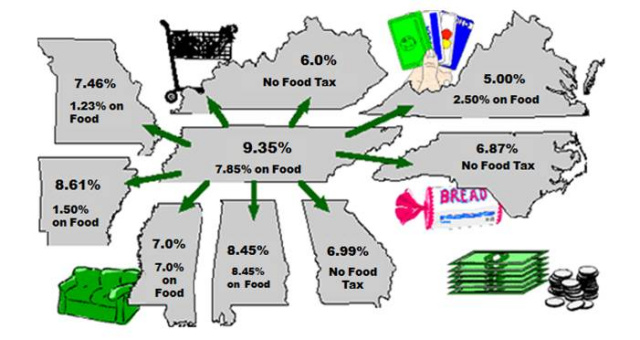 7.46%
1.23% on
Food
6.0%
No Food Tax
5.00%
2.50% on Food
9.35%
7.85% on Food
6.87%
No Food Tax
8.61%
1.50%
on Food
BREAD
7.0%
7.0%
on
Food
8.45%
8.45%
on Food
6.99%
No Food
Tax